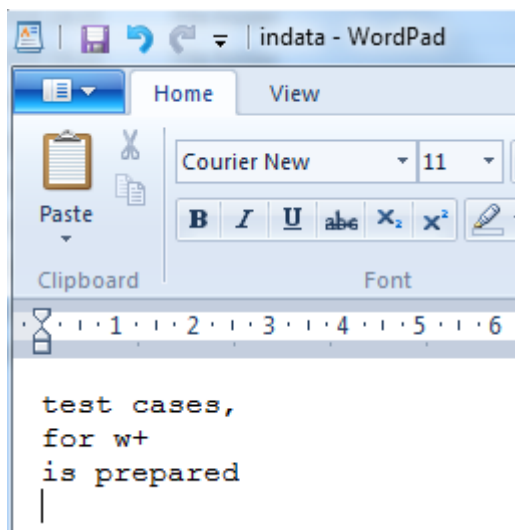 indata - WordPad
Home View
Paste
Courier New 11
B I U abc X₂ X²
Clipboard Font
1 2 3 4 5 6
test cases,
for w+
is prepared